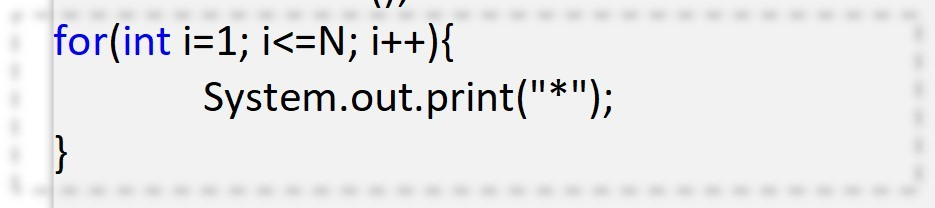 for(int i=1; i<=N; i++){
System.out.print("*");
}